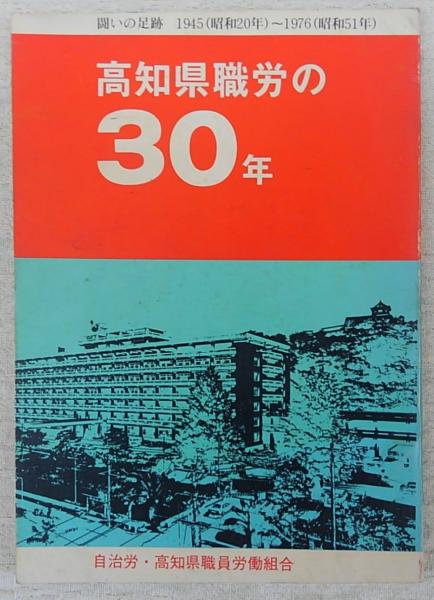 闘いの足跡 1945(昭和20年)〜1976(昭和51年)
高知県職労の
30年
自治労・高知県職員労働組合